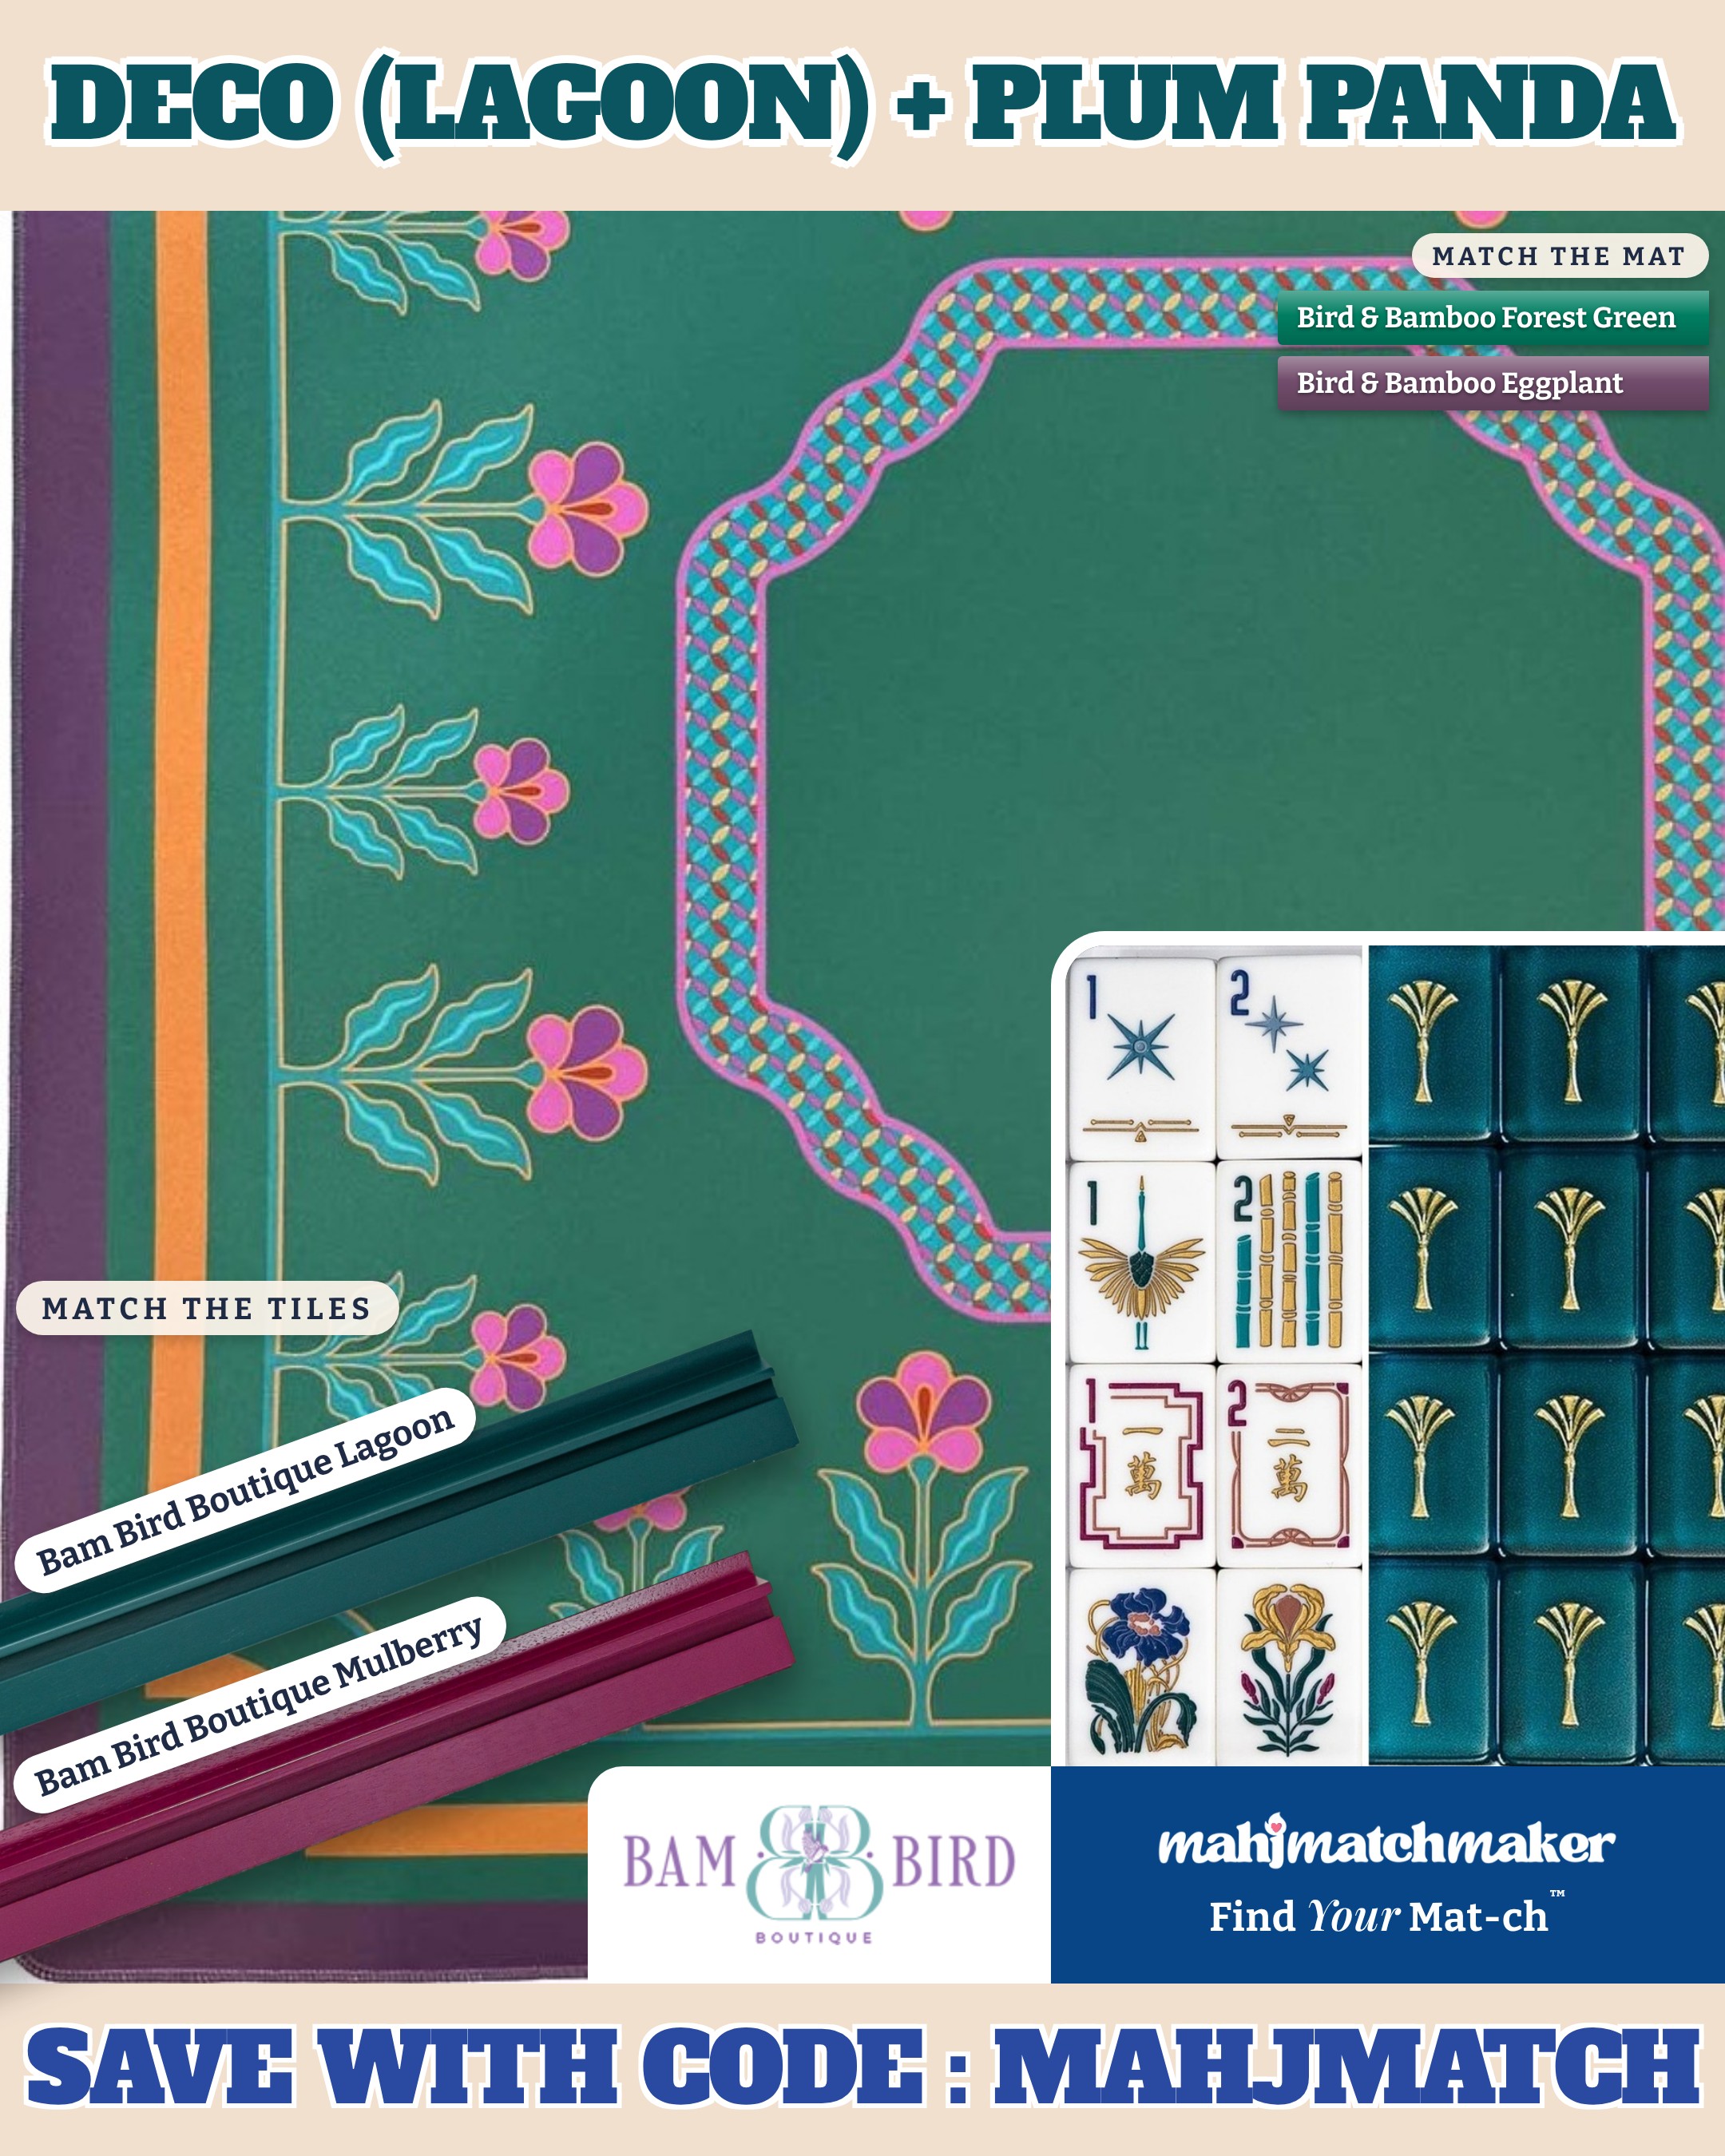 DECO (LAGOON) + PLUM PANDA
MATCH THE MAT
Bird & Bamboo Forest Green
Bird & Bamboo Eggplant
1
2
1
2
1
一
萬
2
二
萬
MATCH THE TILES
Bam Bird Boutique Lagoon
Bam Bird Boutique Mulberry
BAM BIRD
BOUTIQUE
mahjmatchmaker
Find Your Mat-ch™
SAVE WITH CODE : MAHJMATCH